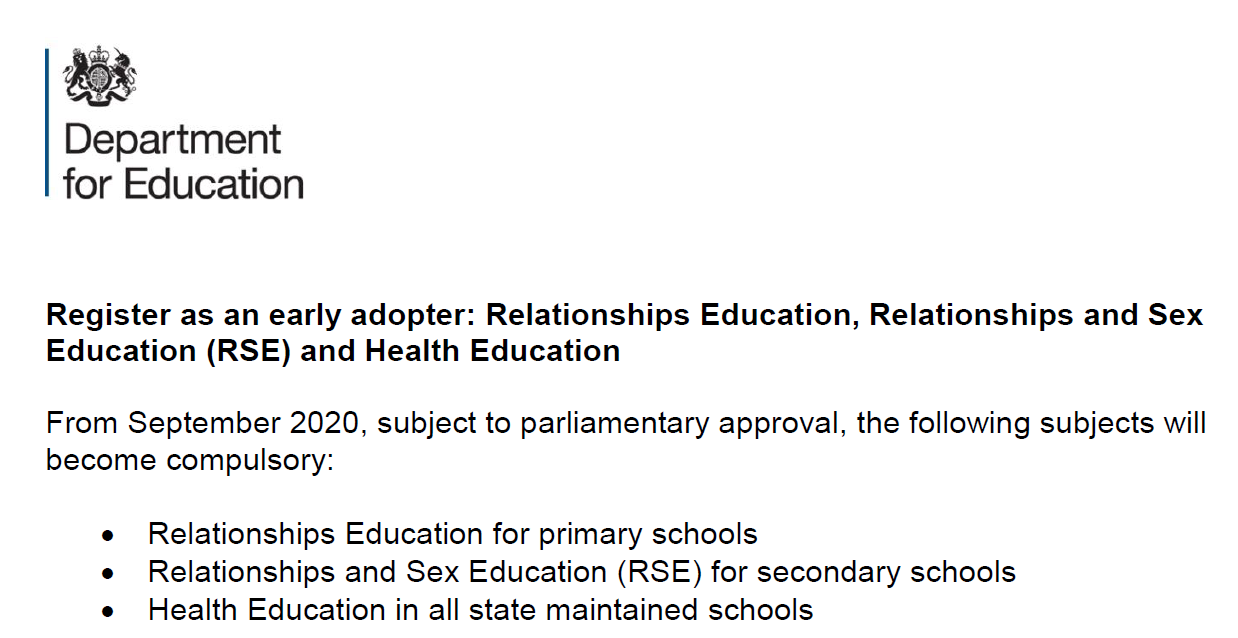 Department
for Education
Register as an early adopter: Relationships Education, Relationships and Sex
Education (RSE) and Health Education
From September 2020, subject to parliamentary approval, the following subjects will
become compulsory:
• Relationships Education for primary schools
• Relationships and Sex Education (RSE) for secondary schools
• Health Education in all state maintained schools